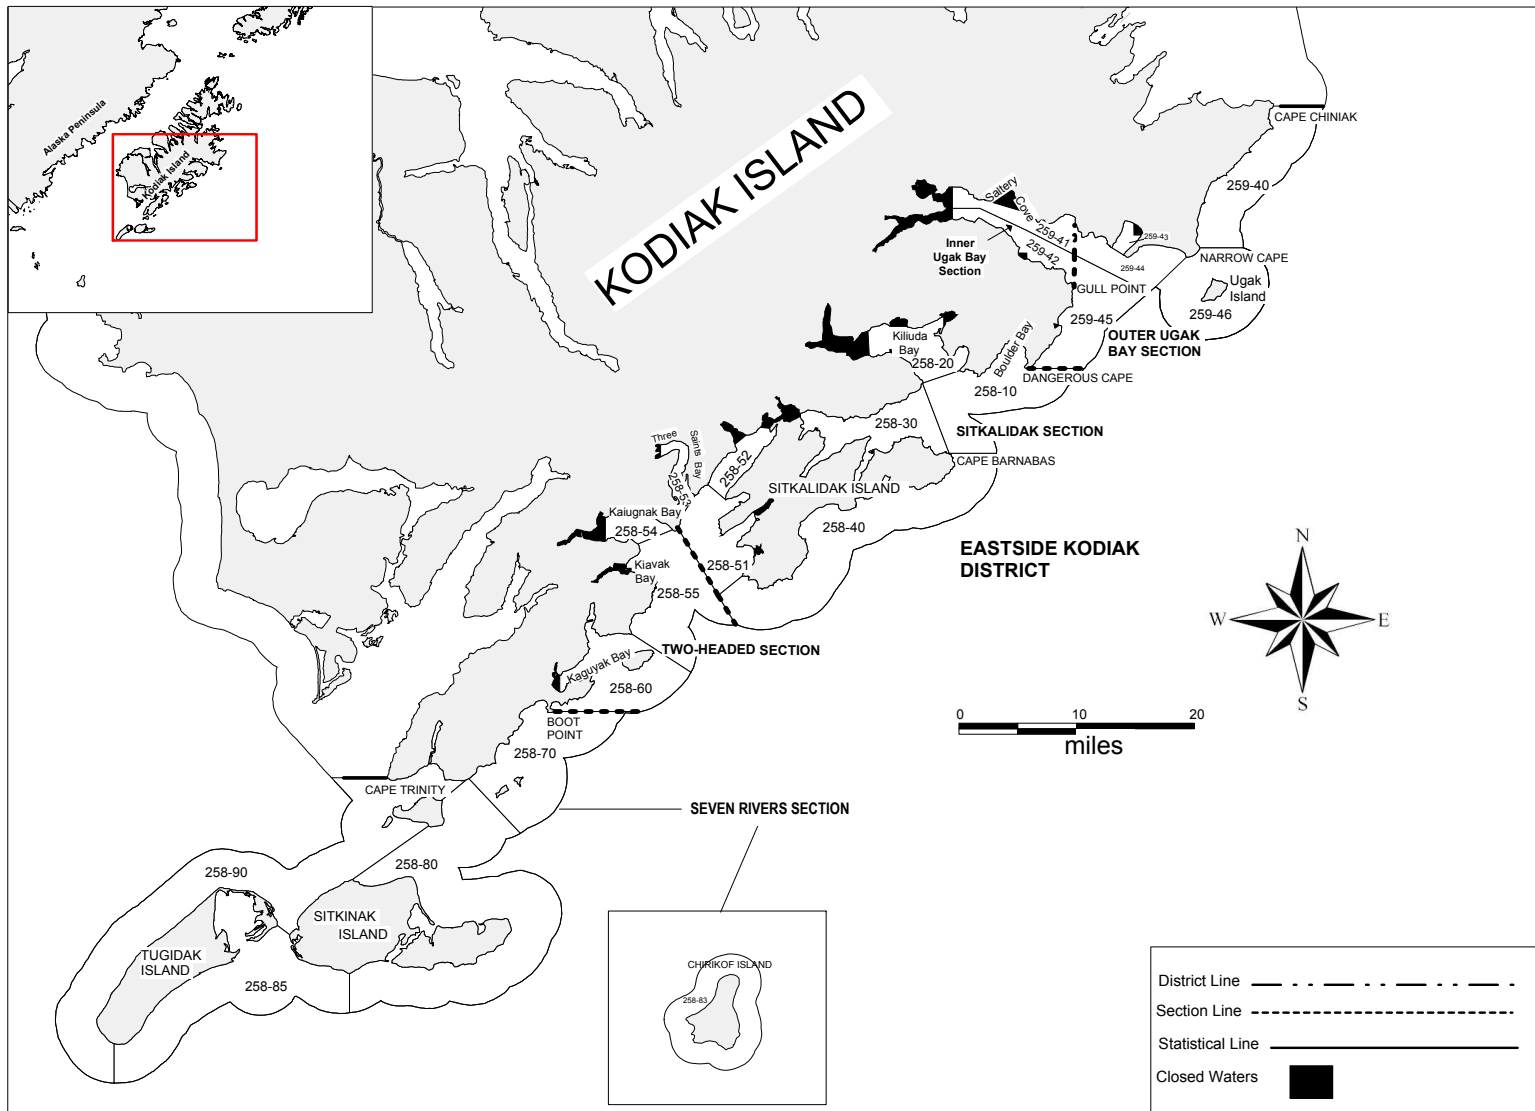 Alaska Peninsula
Kodiak Island
KODIAK ISLAND
CAPE CHINIAK
259-40
Saltery
Cove
259-41
259-42
259-43
259-44
Inner
Ugak Bay
Section
NARROW CAPE
Ugak
Island
259-46
GULL POINT
259-45
OUTER UGAK
BAY SECTION
Kiliuda
Bay
258-20
Boulder Bay
DANGEROUS CAPE
258-10
258-30
SITKALIDAK SECTION
CAPE BARNABAS
Three
Saints Bay
258-52
258-53
SITKALIDAK ISLAND
258-40
Kaiugnak Bay
258-54
Kiavak
Bay
258-51
258-55
EASTSIDE KODIAK
DISTRICT
TWO-HEADED SECTION
Kaguyak Bay
258-60
BOOT
POINT
258-70
CAPE TRINITY
SEVEN RIVERS SECTION
258-80
258-90
SITKINAK
ISLAND
TUGIDAK
ISLAND
258-85
CHIRIKOF ISLAND
258-83
N
W
E
S
0 10 20
miles
District Line
Section Line
Statistical Line
Closed Waters